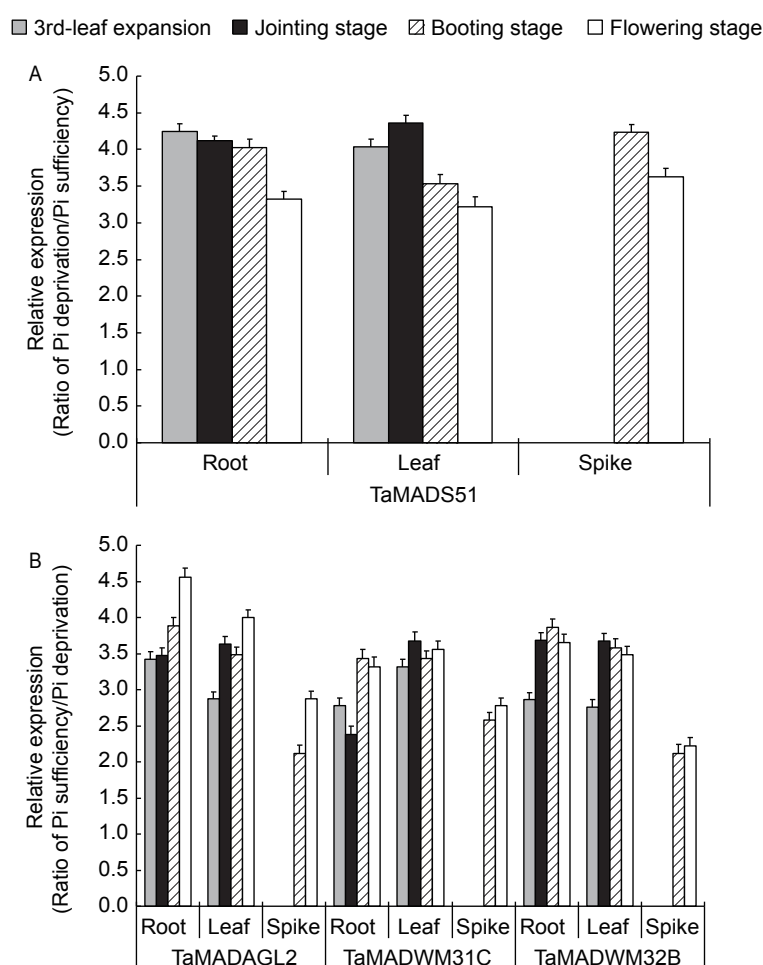 3rd-leaf expansion Jointing stage Booting stage Flowering stage
A
Relative expression
(Ratio of Pi deprivation/Pi sufficiency)
5.0
4.5
4.0
3.5
3.0
2.5
2.0
1.5
1.0
0.5
0.0
Root Leaf Spike
TaMADS51
B
Relative expression
(Ratio of Pi sufficiency/Pi deprivation)
5.0
4.5
4.0
3.5
3.0
2.5
2.0
1.5
1.0
0.5
0.0
Root Leaf Spike Root Leaf Spike Root Leaf Spike
TaMADAGL2 TaMADWM31C TaMADWM32B